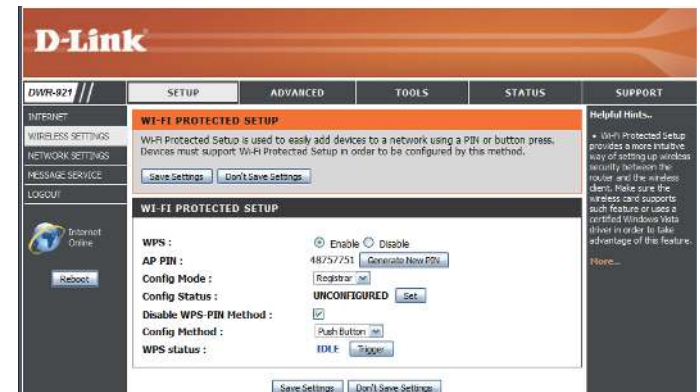 D-Link
DWR-921 // SETUP ADVANCED TOOLS STATUS SUPPORT
INTERNET
WIRELESS SETTINGS
NETWORK SETTINGS
MESSAGE SERVICE
LOGOUT
Internet
Online
Reboot
WI-FI PROTECTED SETUP
Wi-Fi Protected Setup is used to easily add devices to a network using a PIN or button press.
Devices must support Wi-Fi Protected Setup in order to be configured by this method.
Save Settings Don't Save Settings
WI-FI PROTECTED SETUP
WPS : Enable Disable
AP PIN : 48757751 Generate New PIN
Config Mode : Registrar
Config Status : UNCONFIGURED Set
Disable WPS-PIN Method :
Config Method : Push Button
WPS status : IDLE Trigger
Save Settings Don't Save Settings
Helpful Hints..
• Wi-Fi Protected Setup
provides a more intuitive
way of setting up wireless
security between the
router and the wireless
client. Make sure the
wireless card supports
such feature or uses a
certified Windows Vista
driver in order to take
advantage of this feature.
More...